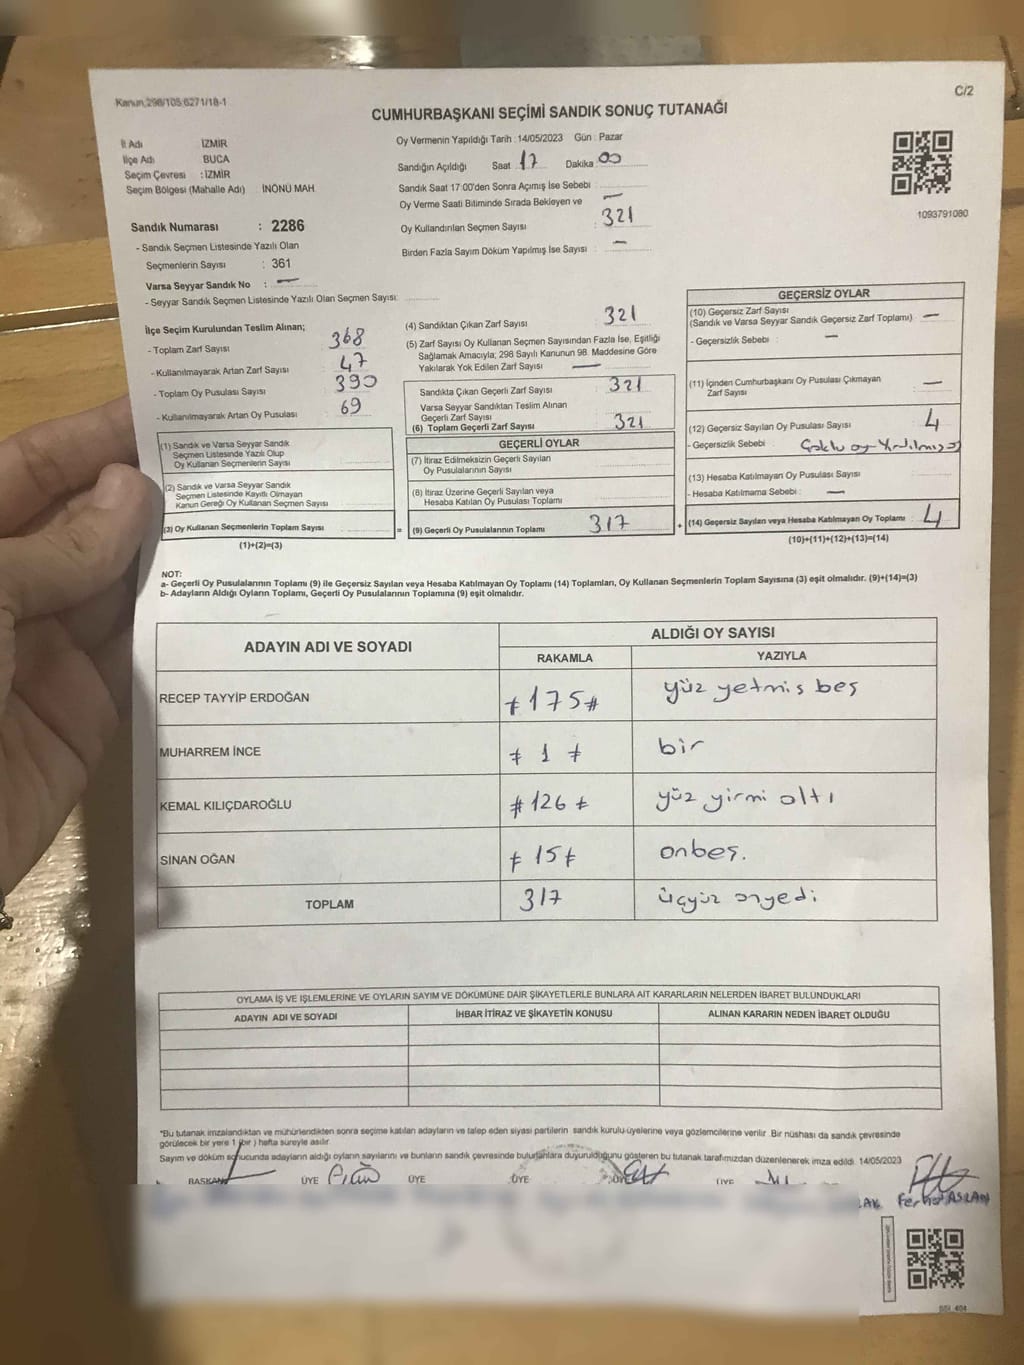 Kanun,298/105;6271/18-1
C/2
CUMHURBAŞKANI SEÇİMİ SANDIK SONUÇ TUTANAĞI
İl Adı İZMİR
İlçe Adı BUCA
Seçim Çevresi : İZMİR
Seçim Bölgesi (Mahalle Adı) İNÖNÜ MAH
Oy Vermenin Yapıldığı Tarih : 14/05/2023 Gün : Pazar
Sandığın Açıldığı Saat 17 Dakika 00
Sandık Saat 17:00'den Sonra Açımış İse Sebebi :
Oy Verme Saati Bitiminde Sırada Bekleyen ve —
Oy Kullandırılan Seçmen Sayısı 321
Birden Fazla Sayım Döküm Yapılmış İse Sayısı : —
1093791080
Sandık Numarası : 2286
- Sandık Seçmen Listesinde Yazılı Olan
Seçmenlerin Sayısı : 361
Varsa Seyyar Sandık No : —
- Seyyar Sandık Seçmen Listesinde Yazılı Olan Seçmen Sayısı:
İlçe Seçim Kurulundan Teslim Alınan;
- Toplam Zarf Sayısı 368
- Kullanılmayarak Artan Zarf Sayısı : 47
- Toplam Oy Pusulası Sayısı : 390
- Kullanılmayarak Artan Oy Pusulası : 69
(1) Sandık ve Varsa Seyyar Sandık
Seçmen Listesinde Yazılı Olup
Oy Kullanan Seçmenlerin Sayısı
(2) Sandık ve Varsa Seyyar Sandık
Seçmen Listesinde Kayıtlı Olmayan
Kanun Gereği Oy Kullanan Seçmen Sayısı
(3) Oy Kullanan Seçmenlerin Toplam Sayısı
(1)+(2)=(3)
(4) Sandıktan Çıkan Zarf Sayısı : 321
(5) Zarf Sayısı Oy Kullanan Seçmen Sayısından Fazla İse, Eşitliği
Sağlamak Amacıyla; 298 Sayılı Kanunun 98. Maddesine Göre
Yakılarak Yok Edilen Zarf Sayısı : —
Sandıkta Çıkan Geçerli Zarf Sayısı : 321
Varsa Seyyar Sandıktan Teslim Alınan
Geçerli Zarf Sayısı
(6) Toplam Geçerli Zarf Sayısı : 321
GEÇERLİ OYLAR
(7) İtiraz Edilmeksizin Geçerli Sayılan
Oy Pusulalarının Sayısı
(8) İtiraz Üzerine Geçerli Sayılan veya
Hesaba Katılan Oy Pusulası Toplamı
= (9) Geçerli Oy Pusulalarının Toplamı 317 +
GEÇERSİZ OYLAR
(10) Geçersiz Zarf Sayısı
(Sandık ve Varsa Seyyar Sandık Geçersiz Zarf Toplamı) : —
- Geçersizlik Sebebi : —
(11) İçinden Cumhurbaşkanı Oy Pusulası Çıkmayan
Zarf Sayısı —
(12) Geçersiz Sayılan Oy Pusulası Sayısı : 4
- Geçersizlik Sebebi :
(13) Hesaba Katılmayan Oy Pusulası Sayısı
- Hesaba Katılmama Sebebi : —
(14) Geçersiz Sayılan veya Hesaba Katılmayan Oy Toplamı : 4
(10)+(11)+(12)+(13)=(14)
NOT:
a- Geçerli Oy Pusulalarının Toplamı (9) ile Geçersiz Sayılan veya Hesaba Katılmayan Oy Toplamı (14) Toplamları, Oy Kullanan Seçmenlerin Toplam Sayısına (3) eşit olmalıdır. (9)+(14)=(3)
b- Adayların Aldığı Oyların Toplamı, Geçerli Oy Pusulalarının Toplamına (9) eşit olmalıdır.
ADAYIN ADI VE SOYADI
ALDIĞI OY SAYISI
RAKAMLA YAZIYLA
RECEP TAYYİP ERDOĞAN #175# yüz yetmiş beş
MUHARREM İNCE # 1 # bir
KEMAL KILIÇDAROĞLU #126# yüz yirmi altı
SİNAN OĞAN #15# onbeş.
TOPLAM 317 üçyüz onyedi
OYLAMA İŞ VE İŞLEMLERİNE VE OYLARIN SAYIM VE DÖKÜMÜNE DAİR ŞİKAYETLERLE BUNLARA AİT KARARLARIN NELERDEN İBARET BULUNDUKLARI
ADAYIN ADI VE SOYADI İHBAR İTİRAZ VE ŞİKAYETİN KONUSU ALINAN KARARIN NEDEN İBARET OLDUĞU
*Bu tutanak imzalandıktan ve mühürlendikten sonra seçime katılan adayların ve talep eden siyasi partilerin sandık kurulu üyelerine veya gözlemcilerine verilir. Bir nüshası da sandık çevresinde
görülecek bir yere 1 (bir) hafta süreyle asılır.
Sayım ve döküm sonucunda adayların aldığı oyların sayılarını ve bunların sandık çevresinde bulunanlara duyurulduğunu gösteren bu tutanak tarafımızdan düzenlenerek imza edildi. 14/05/2023
BAŞKAN ÜYE ÜYE ÜYE ÜYE ÜYE
Ferhat ASLAN